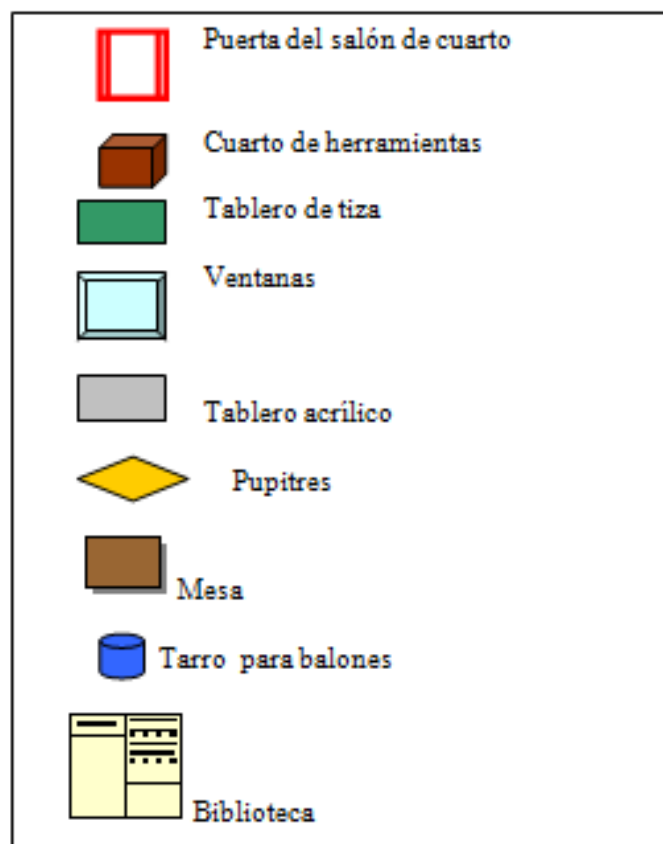 Puerta del salón de cuarto
Cuarto de herramientas
Tablero de tiza
Ventanas
Tablero acrílico
Pupitres
Mesa
Tarro para balones
Biblioteca